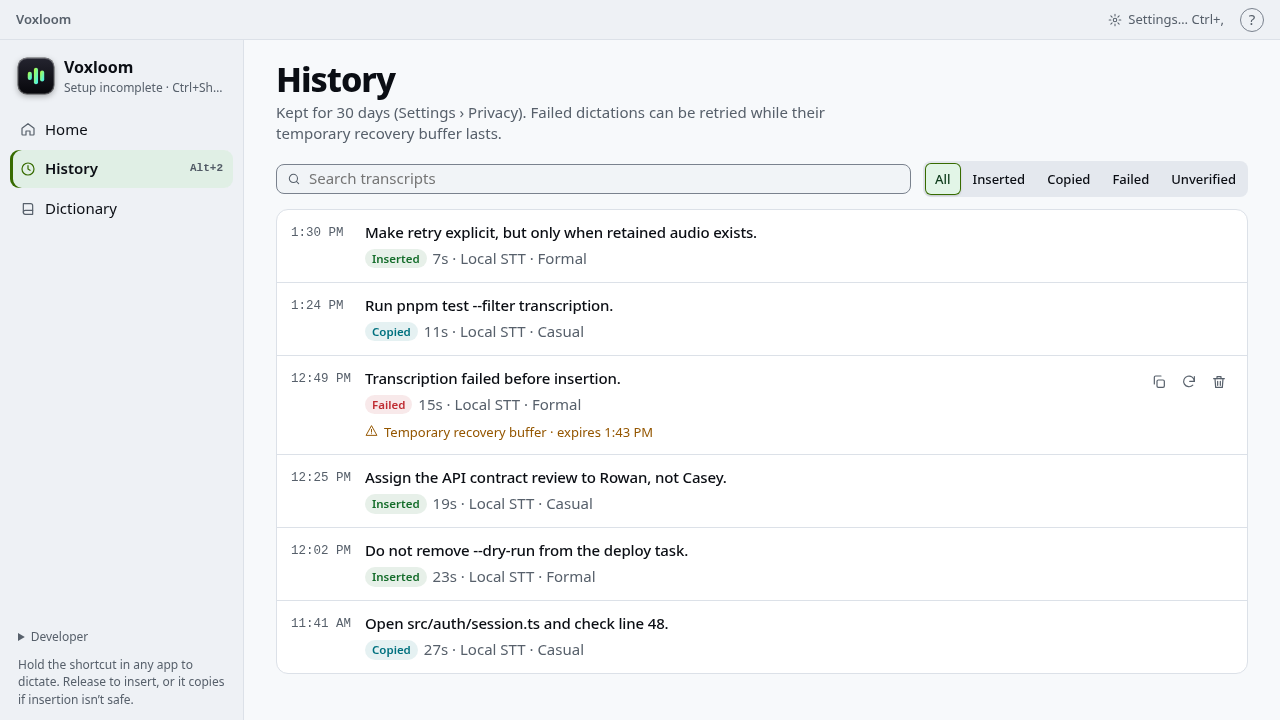 Voxloom
Settings... Ctrl+,
?
Voxloom
Setup incomplete · Ctrl+Sh...
Home
History Alt+2
Dictionary
Developer
Hold the shortcut in any app to
dictate. Release to insert, or it copies
if insertion isn’t safe.
History
Kept for 30 days (Settings › Privacy). Failed dictations can be retried while their
temporary recovery buffer lasts.
Search transcripts
All Inserted Copied Failed Unverified
1:30 PM Make retry explicit, but only when retained audio exists.
Inserted 7s · Local STT · Formal
1:24 PM Run pnpm test --filter transcription.
Copied 11s · Local STT · Casual
12:49 PM Transcription failed before insertion.
Failed 15s · Local STT · Formal
Temporary recovery buffer · expires 1:43 PM
12:25 PM Assign the API contract review to Rowan, not Casey.
Inserted 19s · Local STT · Casual
12:02 PM Do not remove --dry-run from the deploy task.
Inserted 23s · Local STT · Formal
11:41 AM Open src/auth/session.ts and check line 48.
Copied 27s · Local STT · Casual